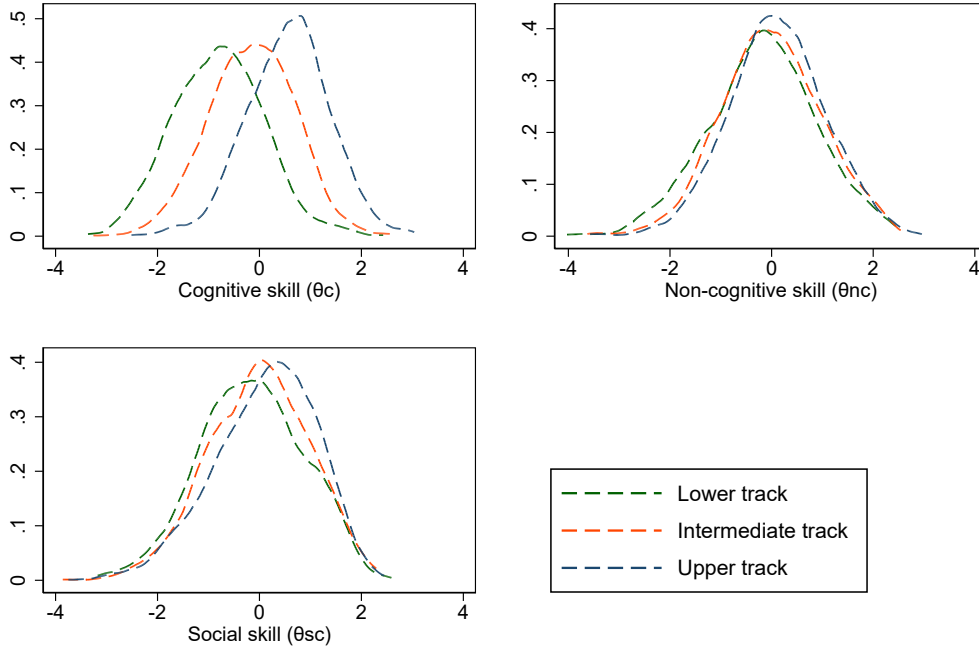 .5
.4
.3
.2
.1
0
-4 -2 0 2 4
Cognitive skill (θc)
.4
.3
.2
.1
0
-4 -2 0 2 4
Non-cognitive skill (θnc)
.4
.3
.2
.1
0
-4 -2 0 2 4
Social skill (θsc)
Lower track
Intermediate track
Upper track